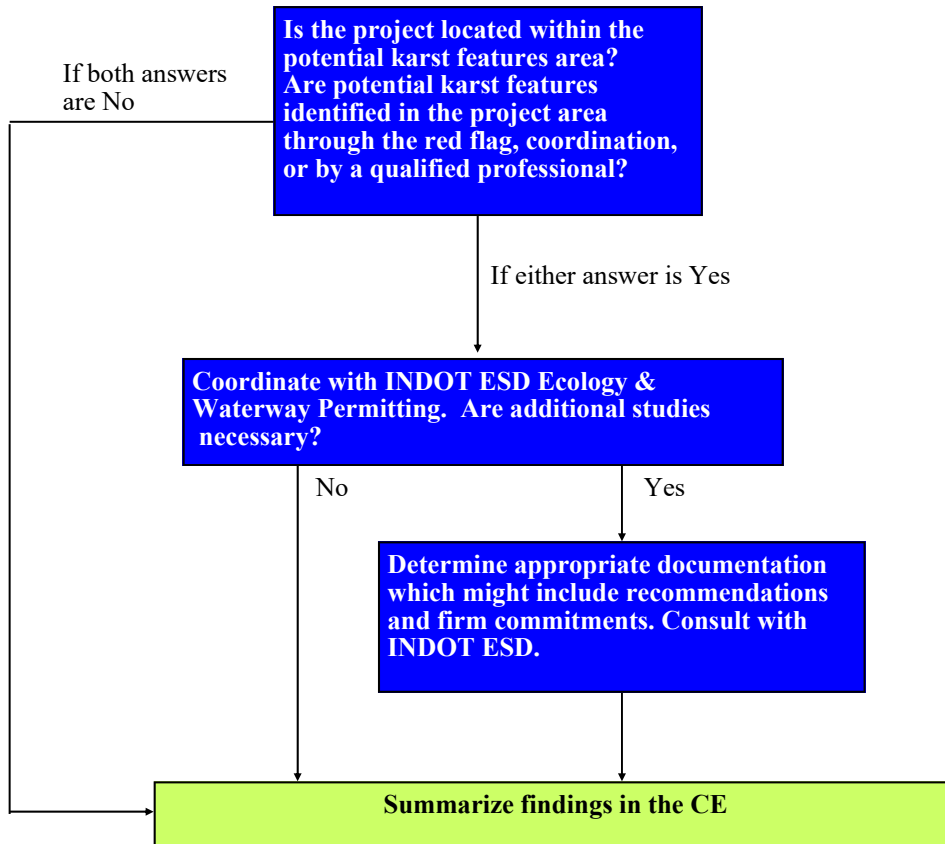 Is the project located within the
potential karst features area?
Are potential karst features
identified in the project area
through the red flag, coordination,
or by a qualified professional?
If both answers
are No
If either answer is Yes
Coordinate with INDOT ESD Ecology &
Waterway Permitting.  Are additional studies
necessary?
No
Yes
Determine appropriate documentation
which might include recommendations
and firm commitments. Consult with
INDOT ESD.
Summarize findings in the CE